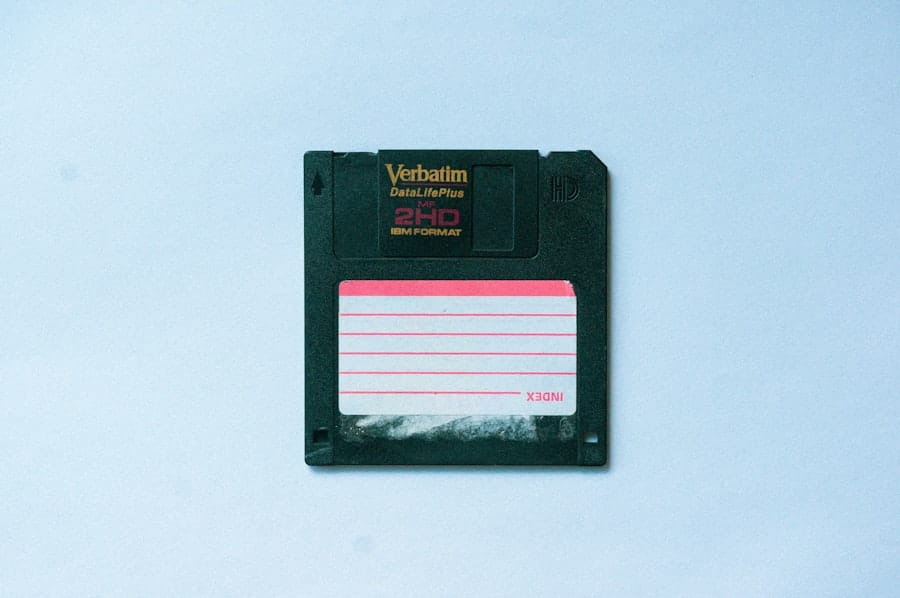 Verbatim
DataLifePlus
MF
2HD
IBM FORMAT
HD
INDEX